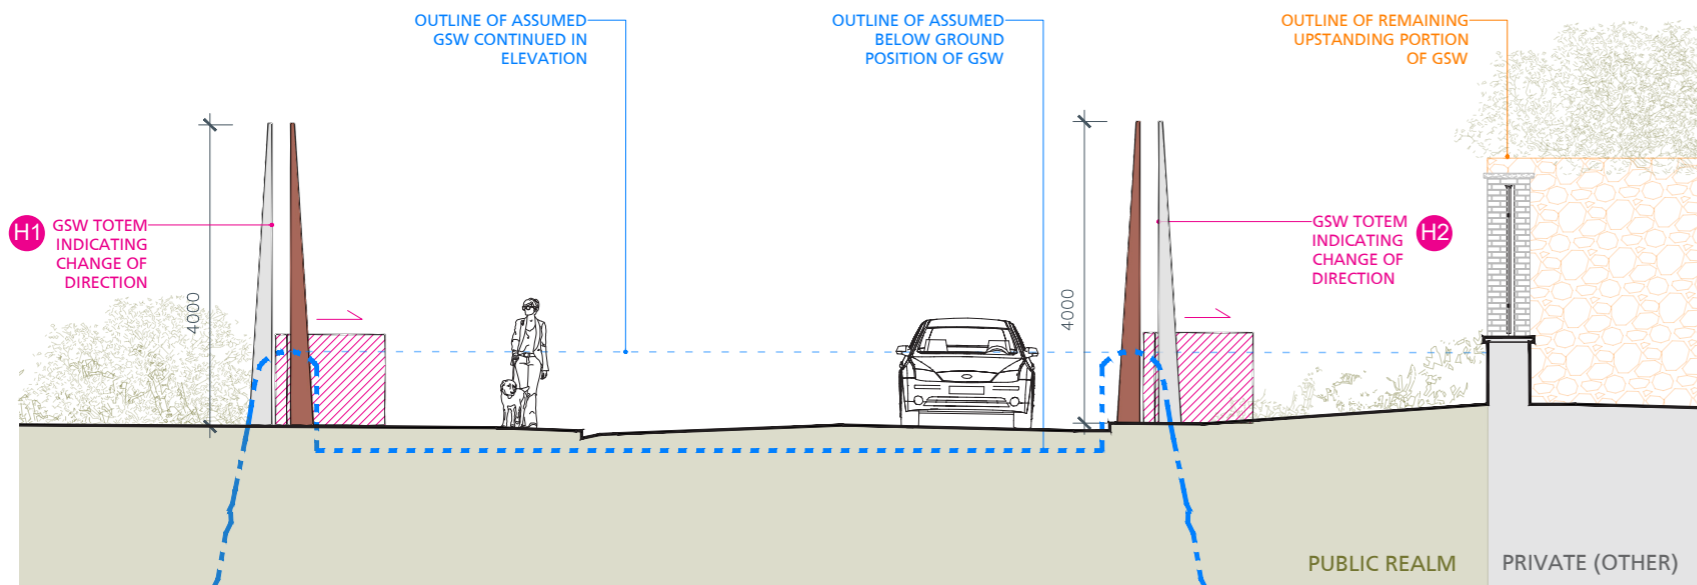 OUTLINE OF ASSUMED
GSW CONTINUED IN
ELEVATION
OUTLINE OF ASSUMED
BELOW GROUND
POSITION OF GSW
OUTLINE OF REMAINING
UPSTANDING PORTION
OF GSW
H1
GSW TOTEM
INDICATING
CHANGE OF
DIRECTION
4000
4000
GSW TOTEM
INDICATING
CHANGE OF
DIRECTION
H2
PUBLIC REALM
PRIVATE (OTHER)